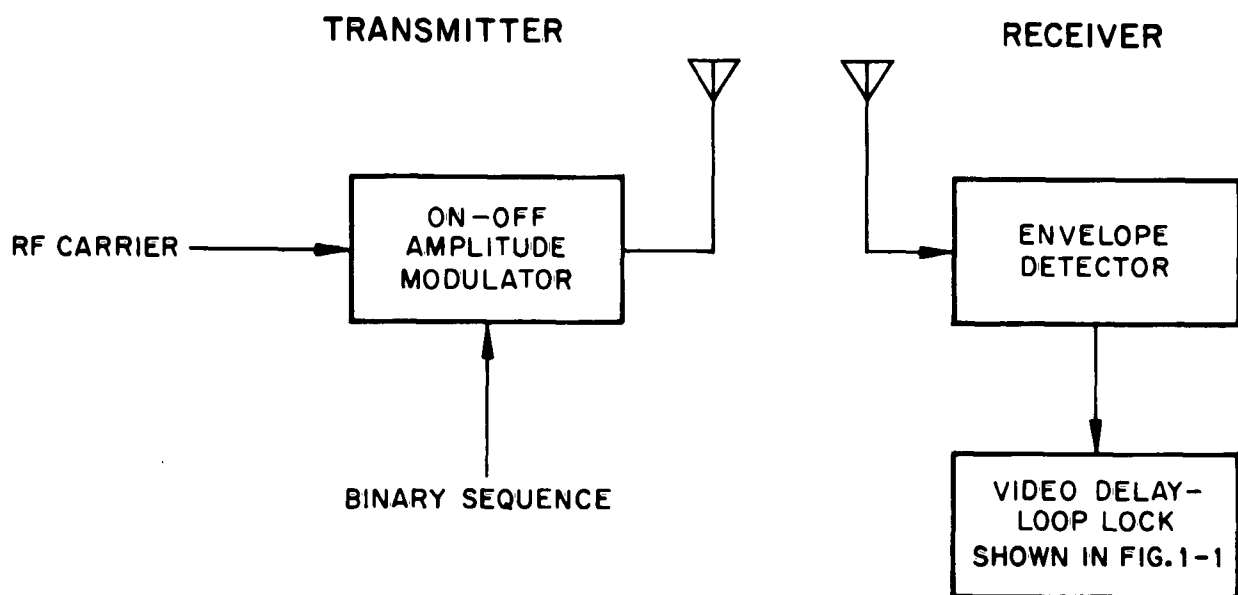 TRANSMITTER
RECEIVER
RF CARRIER
ON-OFF
AMPLITUDE
MODULATOR
BINARY SEQUENCE
ENVELOPE
DETECTOR
VIDEO DELAY-
LOOP LOCK
SHOWN IN FIG. 1-1